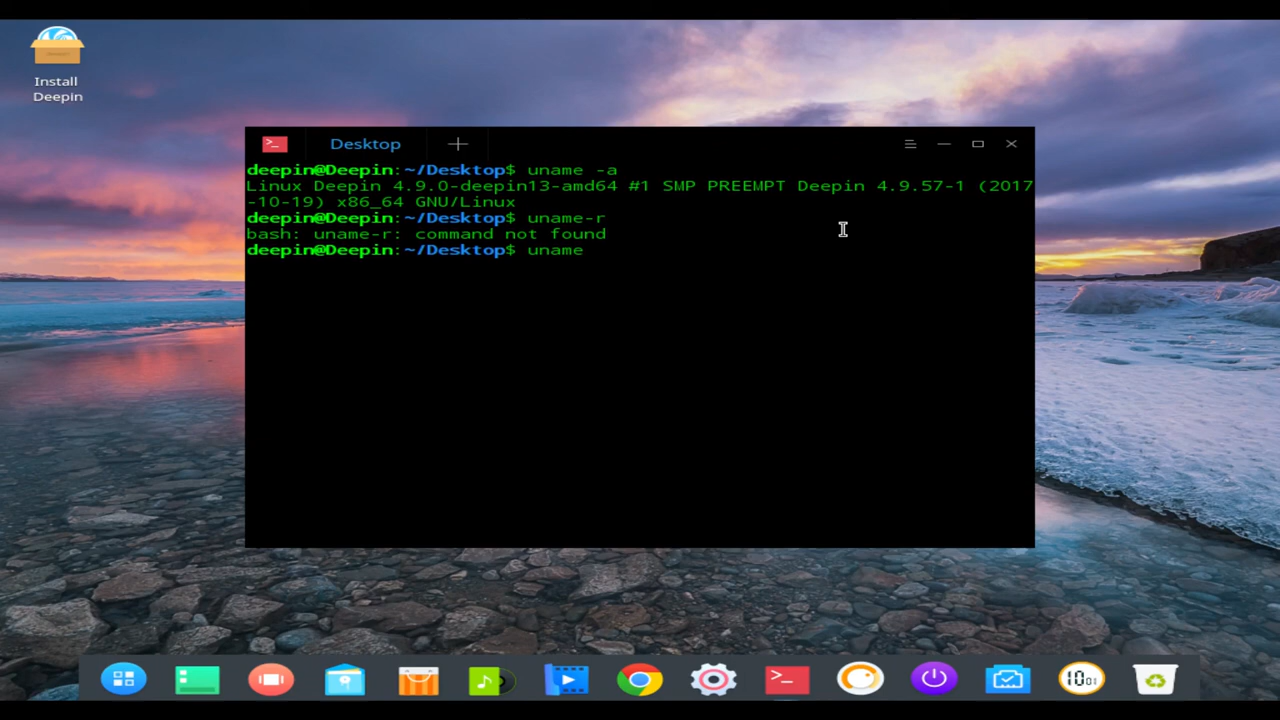 Install
Deepin
Desktop
deepin@Deepin:~/Desktop$ uname -a
Linux Deepin 4.9.0-deepin13-amd64 #1 SMP PREEMPT Deepin 4.9.57-1 (2017
-10-19) x86_64 GNU/Linux
deepin@Deepin:~/Desktop$ uname-r
bash: uname-r: command not found
deepin@Deepin:~/Desktop$ uname
10 01